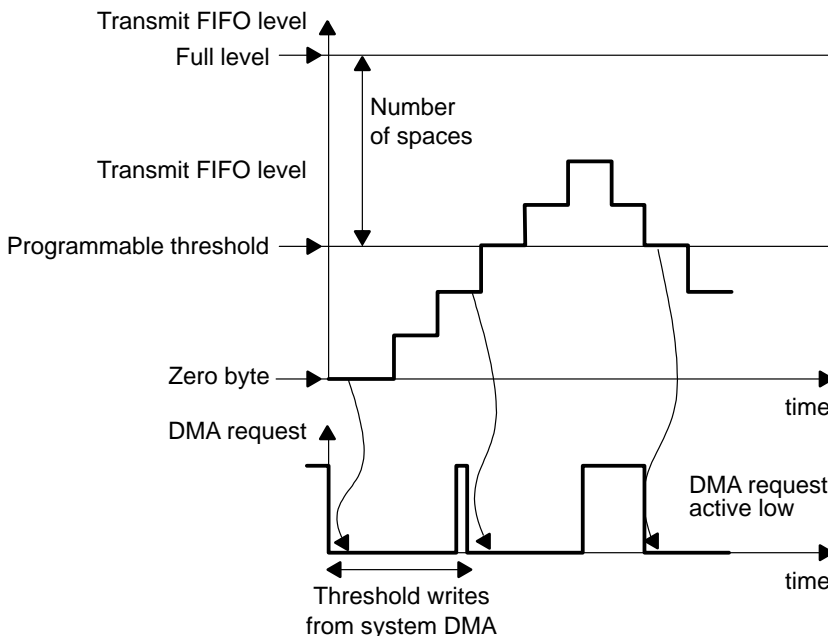 Transmit FIFO level
Full level
Number
of spaces
Transmit FIFO level
Programmable threshold
Zero byte
time
DMA request
DMA request
active low
time
Threshold writes
from system DMA